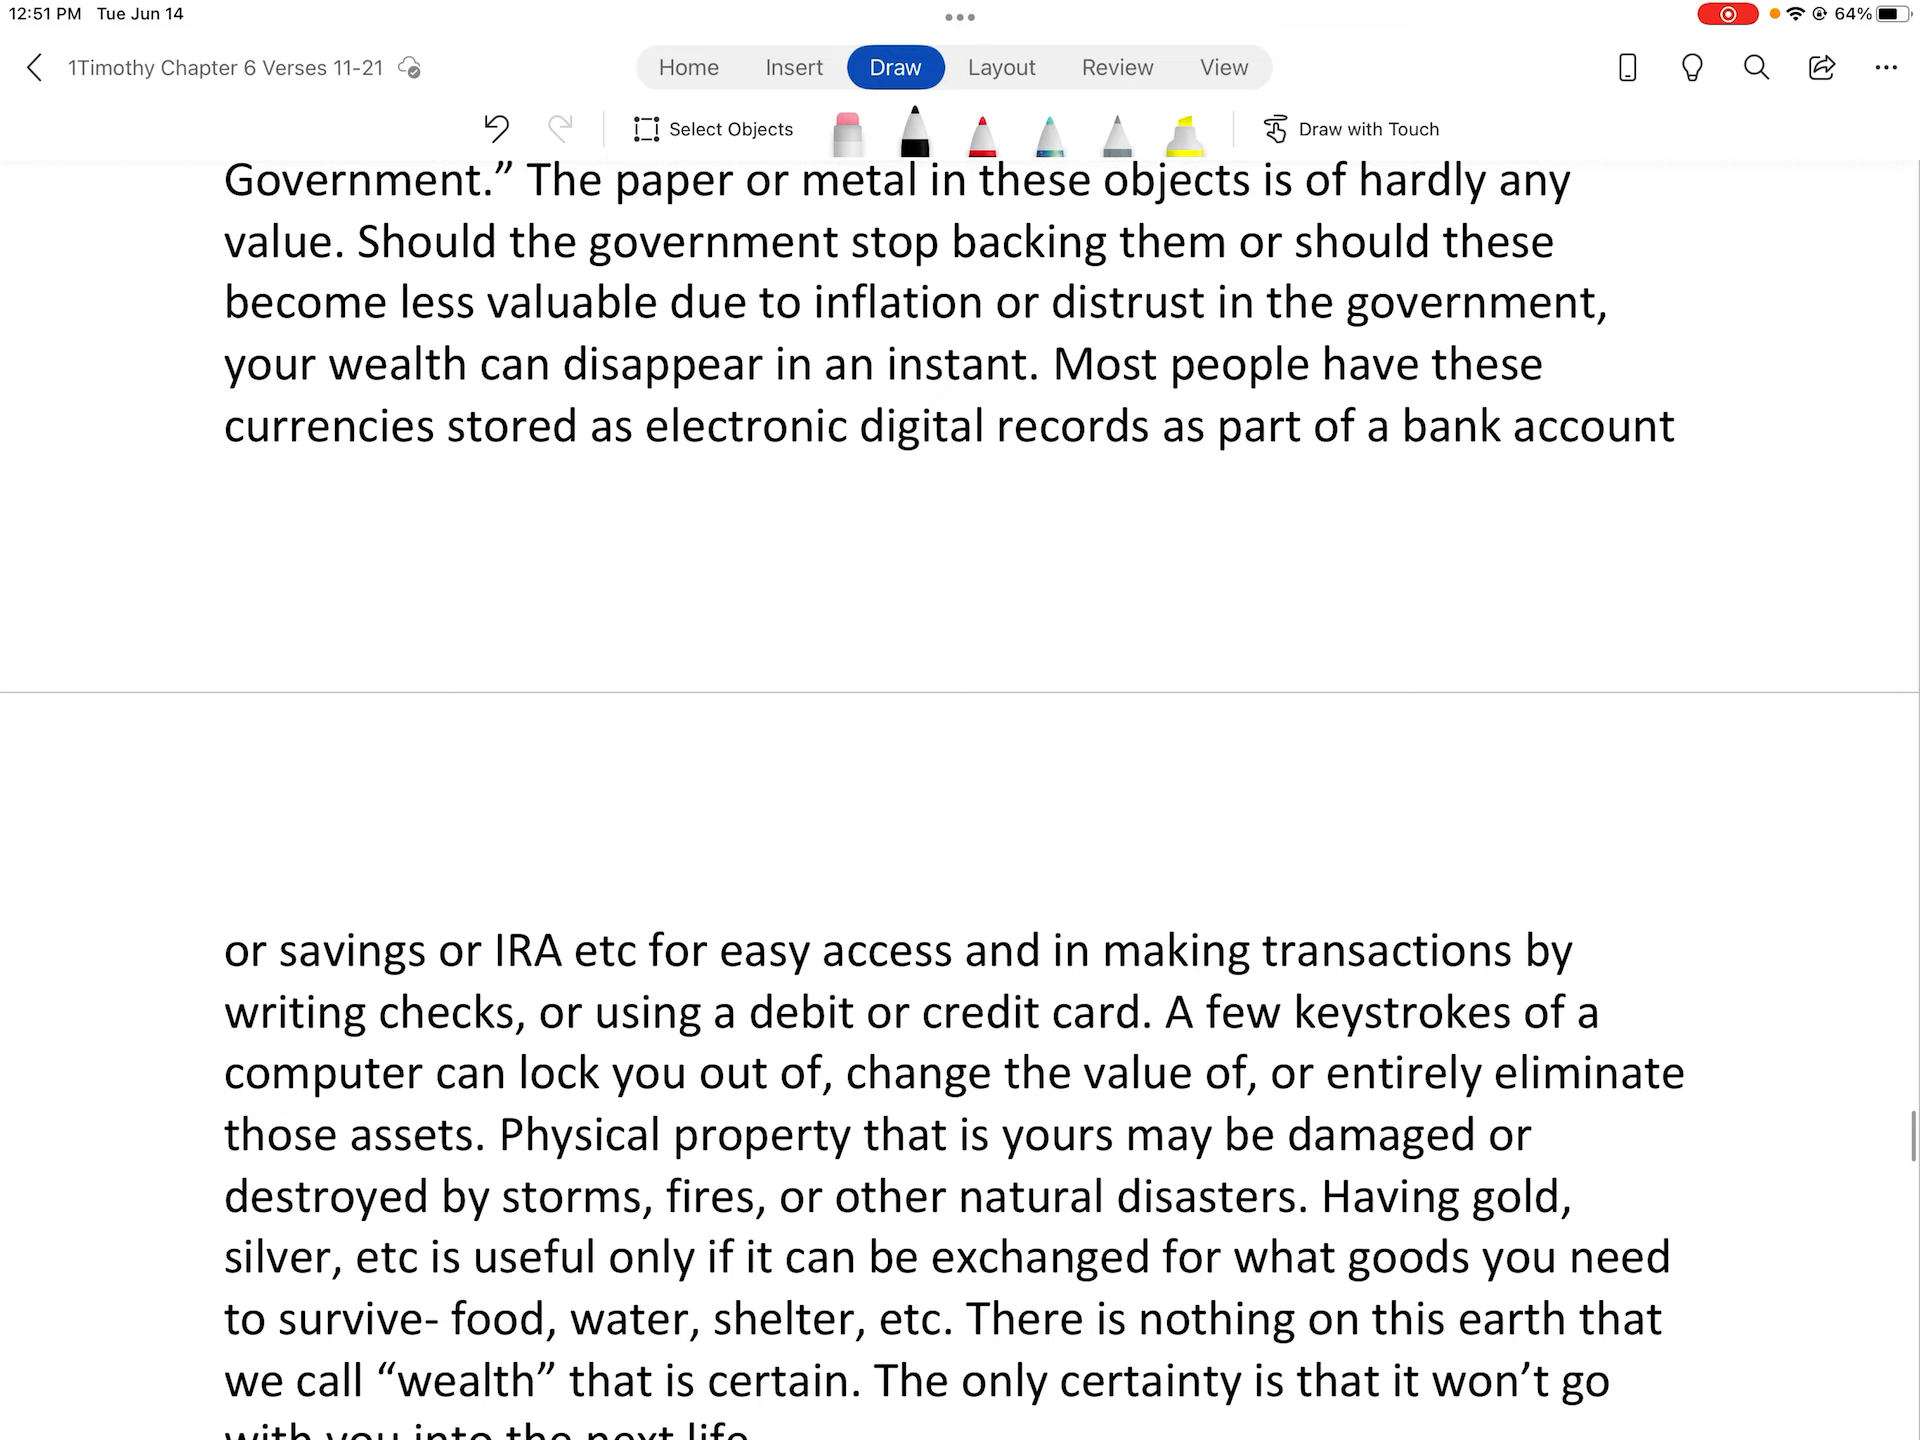 12:51 PM Tue Jun 14
64%
1Timothy Chapter 6 Verses 11-21
Home Insert Draw Layout Review View
Select Objects
Draw with Touch
Government.” The paper or metal in these objects is of hardly any
value. Should the government stop backing them or should these
become less valuable due to inflation or distrust in the government,
your wealth can disappear in an instant. Most people have these
currencies stored as electronic digital records as part of a bank account
or savings or IRA etc for easy access and in making transactions by
writing checks, or using a debit or credit card. A few keystrokes of a
computer can lock you out of, change the value of, or entirely eliminate
those assets. Physical property that is yours may be damaged or
destroyed by storms, fires, or other natural disasters. Having gold,
silver, etc is useful only if it can be exchanged for what goods you need
to survive- food, water, shelter, etc. There is nothing on this earth that
we call “wealth” that is certain. The only certainty is that it won’t go
with you into the next life